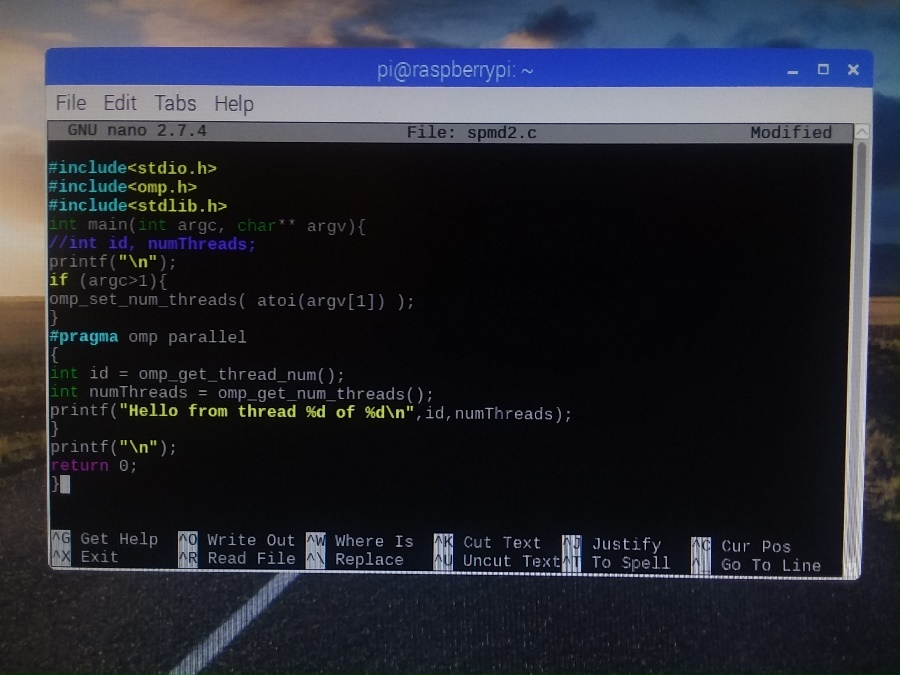 pi@raspberrypi: ~
File Edit Tabs Help
GNU nano 2.7.4 File: spmd2.c Modified
#include<stdio.h>
#include<omp.h>
#include<stdlib.h>
int main(int argc, char** argv){
//int id, numThreads;
printf("\n");
if (argc>1){
omp_set_num_threads( atoi(argv[1]) );
}
#pragma omp parallel
{
int id = omp_get_thread_num();
int numThreads = omp_get_num_threads();
printf("Hello from thread %d of %d\n",id,numThreads);
}
printf("\n");
return 0;
}
^G Get Help ^O Write Out ^W Where Is ^K Cut Text ^J Justify ^C Cur Pos
^X Exit ^R Read File ^\ Replace ^U Uncut Text ^T To Spell Go To Line